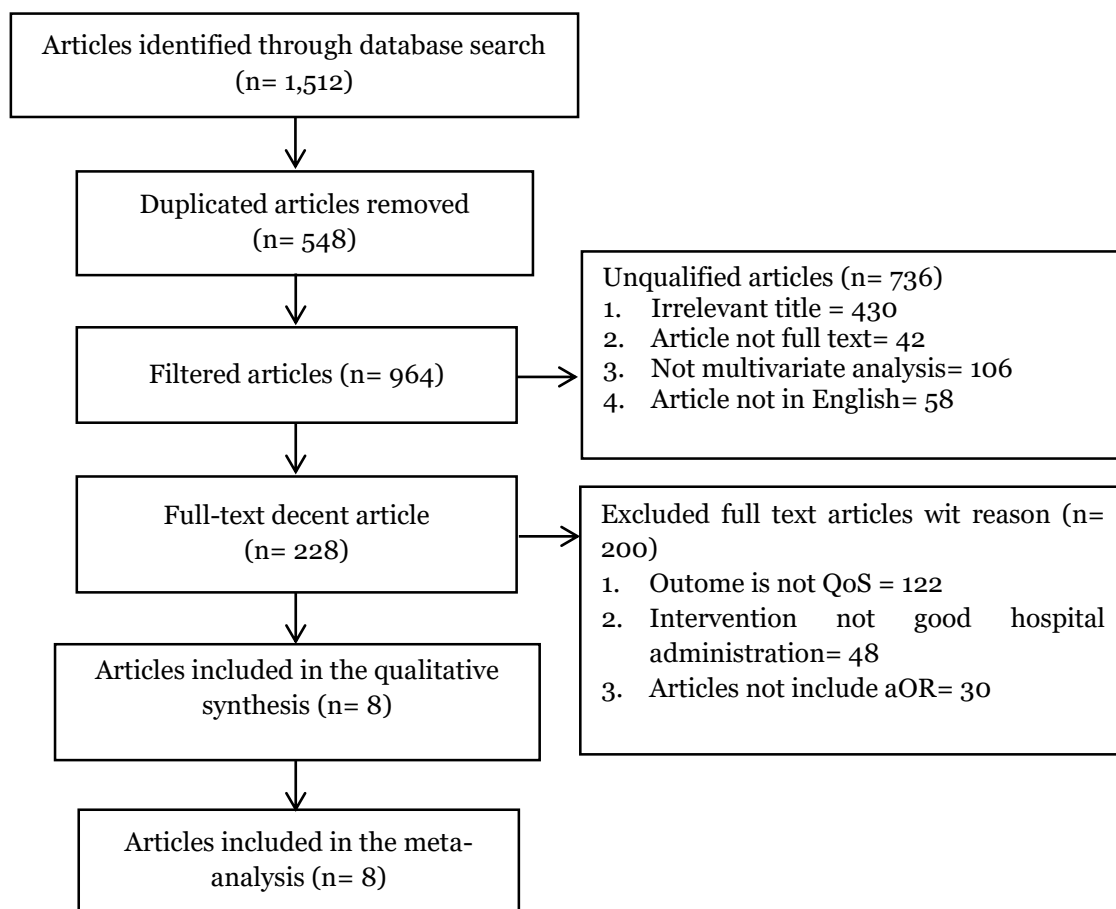 Articles identified through database search
(n= 1,512)
Duplicated articles removed
(n= 548)
Filtered articles (n= 964)
Unqualified articles (n= 736)
1. Irrelevant title = 430
2. Article not full text= 42
3. Not multivariate analysis= 106
4. Article not in English= 58
Full-text decent article
(n= 228)
Excluded full text articles wit reason (n=
200)
1. Outome is not QoS = 122
2. Intervention not good hospital
administration= 48
3. Articles not include aOR= 30
Articles included in the qualitative
synthesis (n= 8)
Articles included in the meta-
analysis (n= 8)